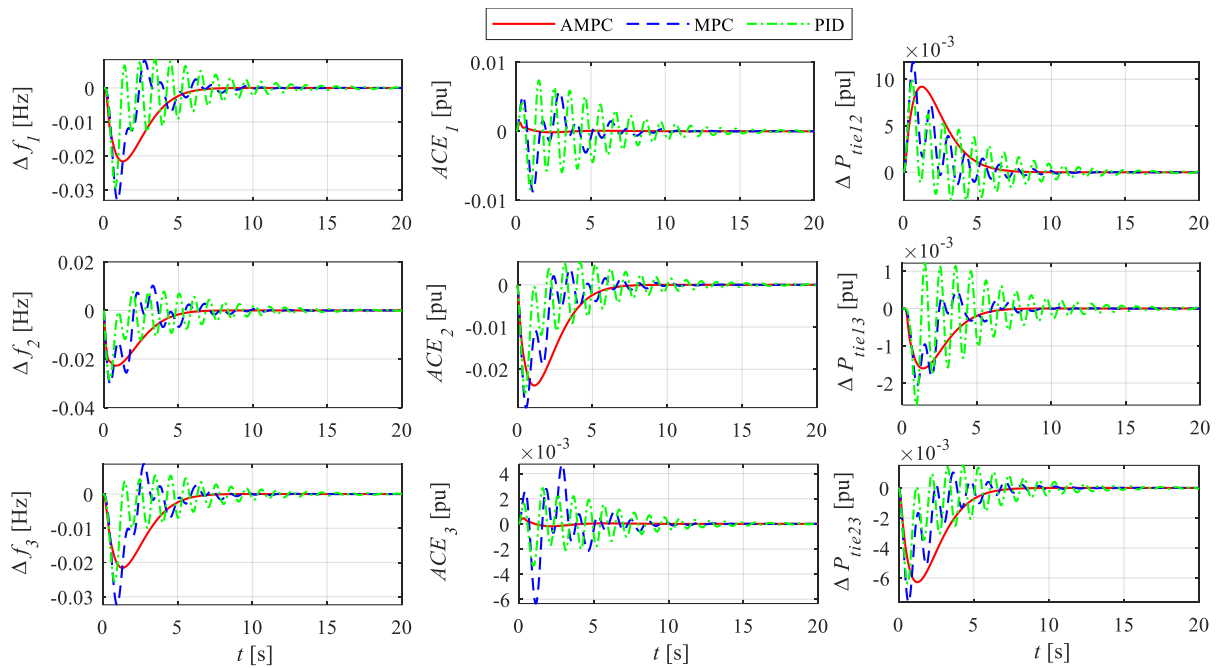 AMPC MPC PID
Δ f1 [Hz]
0
-0.01
-0.02
-0.03
0 5 10 15 20
ACE1 [pu]
0.01
0
-0.01
0 5 10 15 20
×10-3
Δ Ptie12 [pu]
10
5
0
0 5 10 15 20
Δ f2 [Hz]
0.02
0
-0.02
-0.04
0 5 10 15 20
ACE2 [pu]
0
-0.01
-0.02
0 5 10 15 20
×10-3
Δ Ptie13 [pu]
1
0
-1
-2
0 5 10 15 20
Δ f3 [Hz]
0
-0.01
-0.02
-0.03
0 5 10 15 20
t [s]
×10-3
ACE3 [pu]
4
2
0
-2
-4
-6
0 5 10 15 20
t [s]
×10-3
Δ Ptie23 [pu]
0
-2
-4
-6
0 5 10 15 20
t [s]